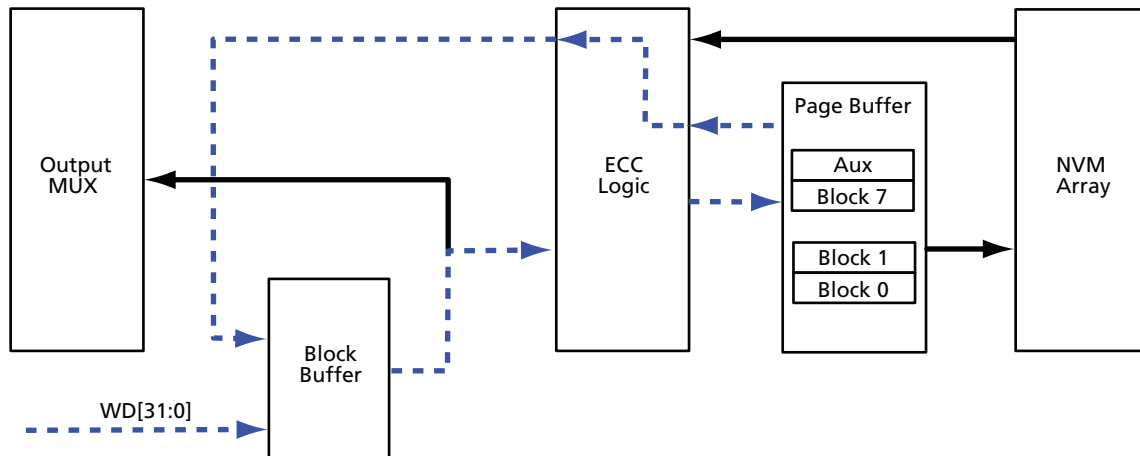 Output
MUX
ECC
Logic
Page Buffer
Aux
Block 7
Block 1
Block 0
NVM
Array
Block
Buffer
WD[31:0]